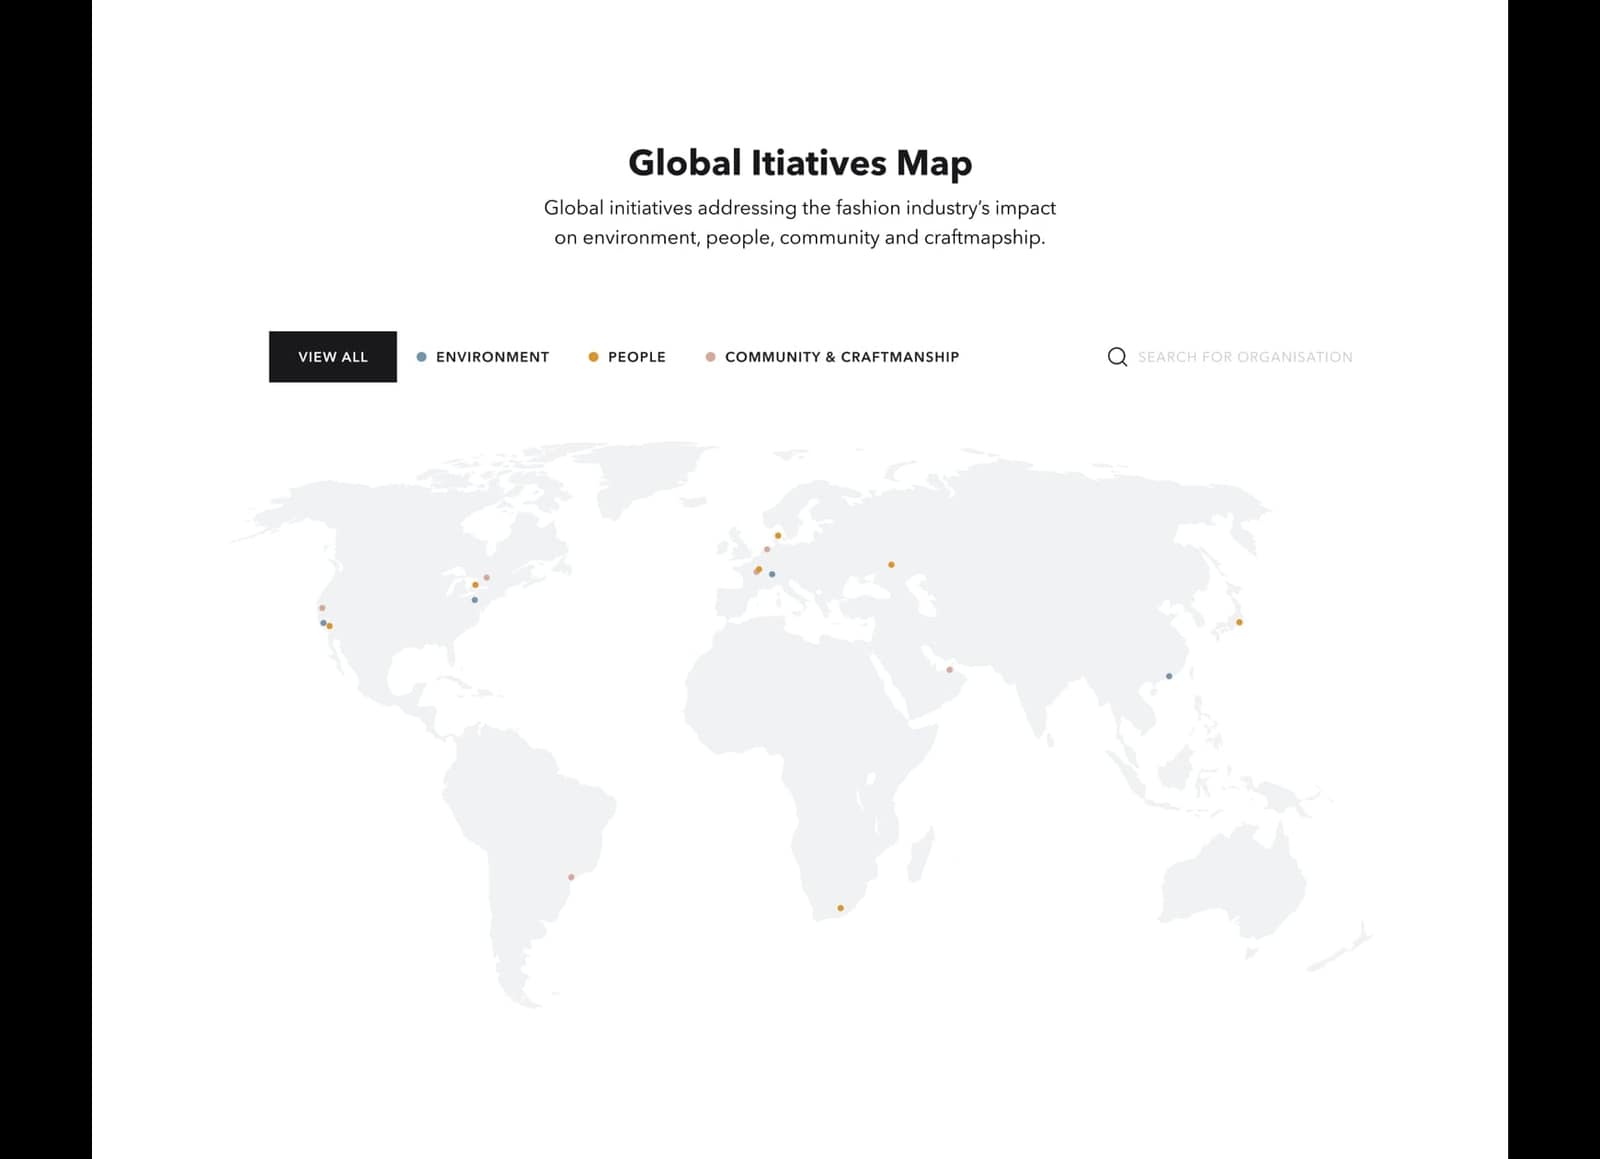 Global Itiatives Map
Global initiatives addressing the fashion industry's impact
on environment, people, community and craftmapship.
VIEW ALL
ENVIRONMENT
PEOPLE
COMMUNITY & CRAFTMANSHIP
SEARCH FOR ORGANISATION